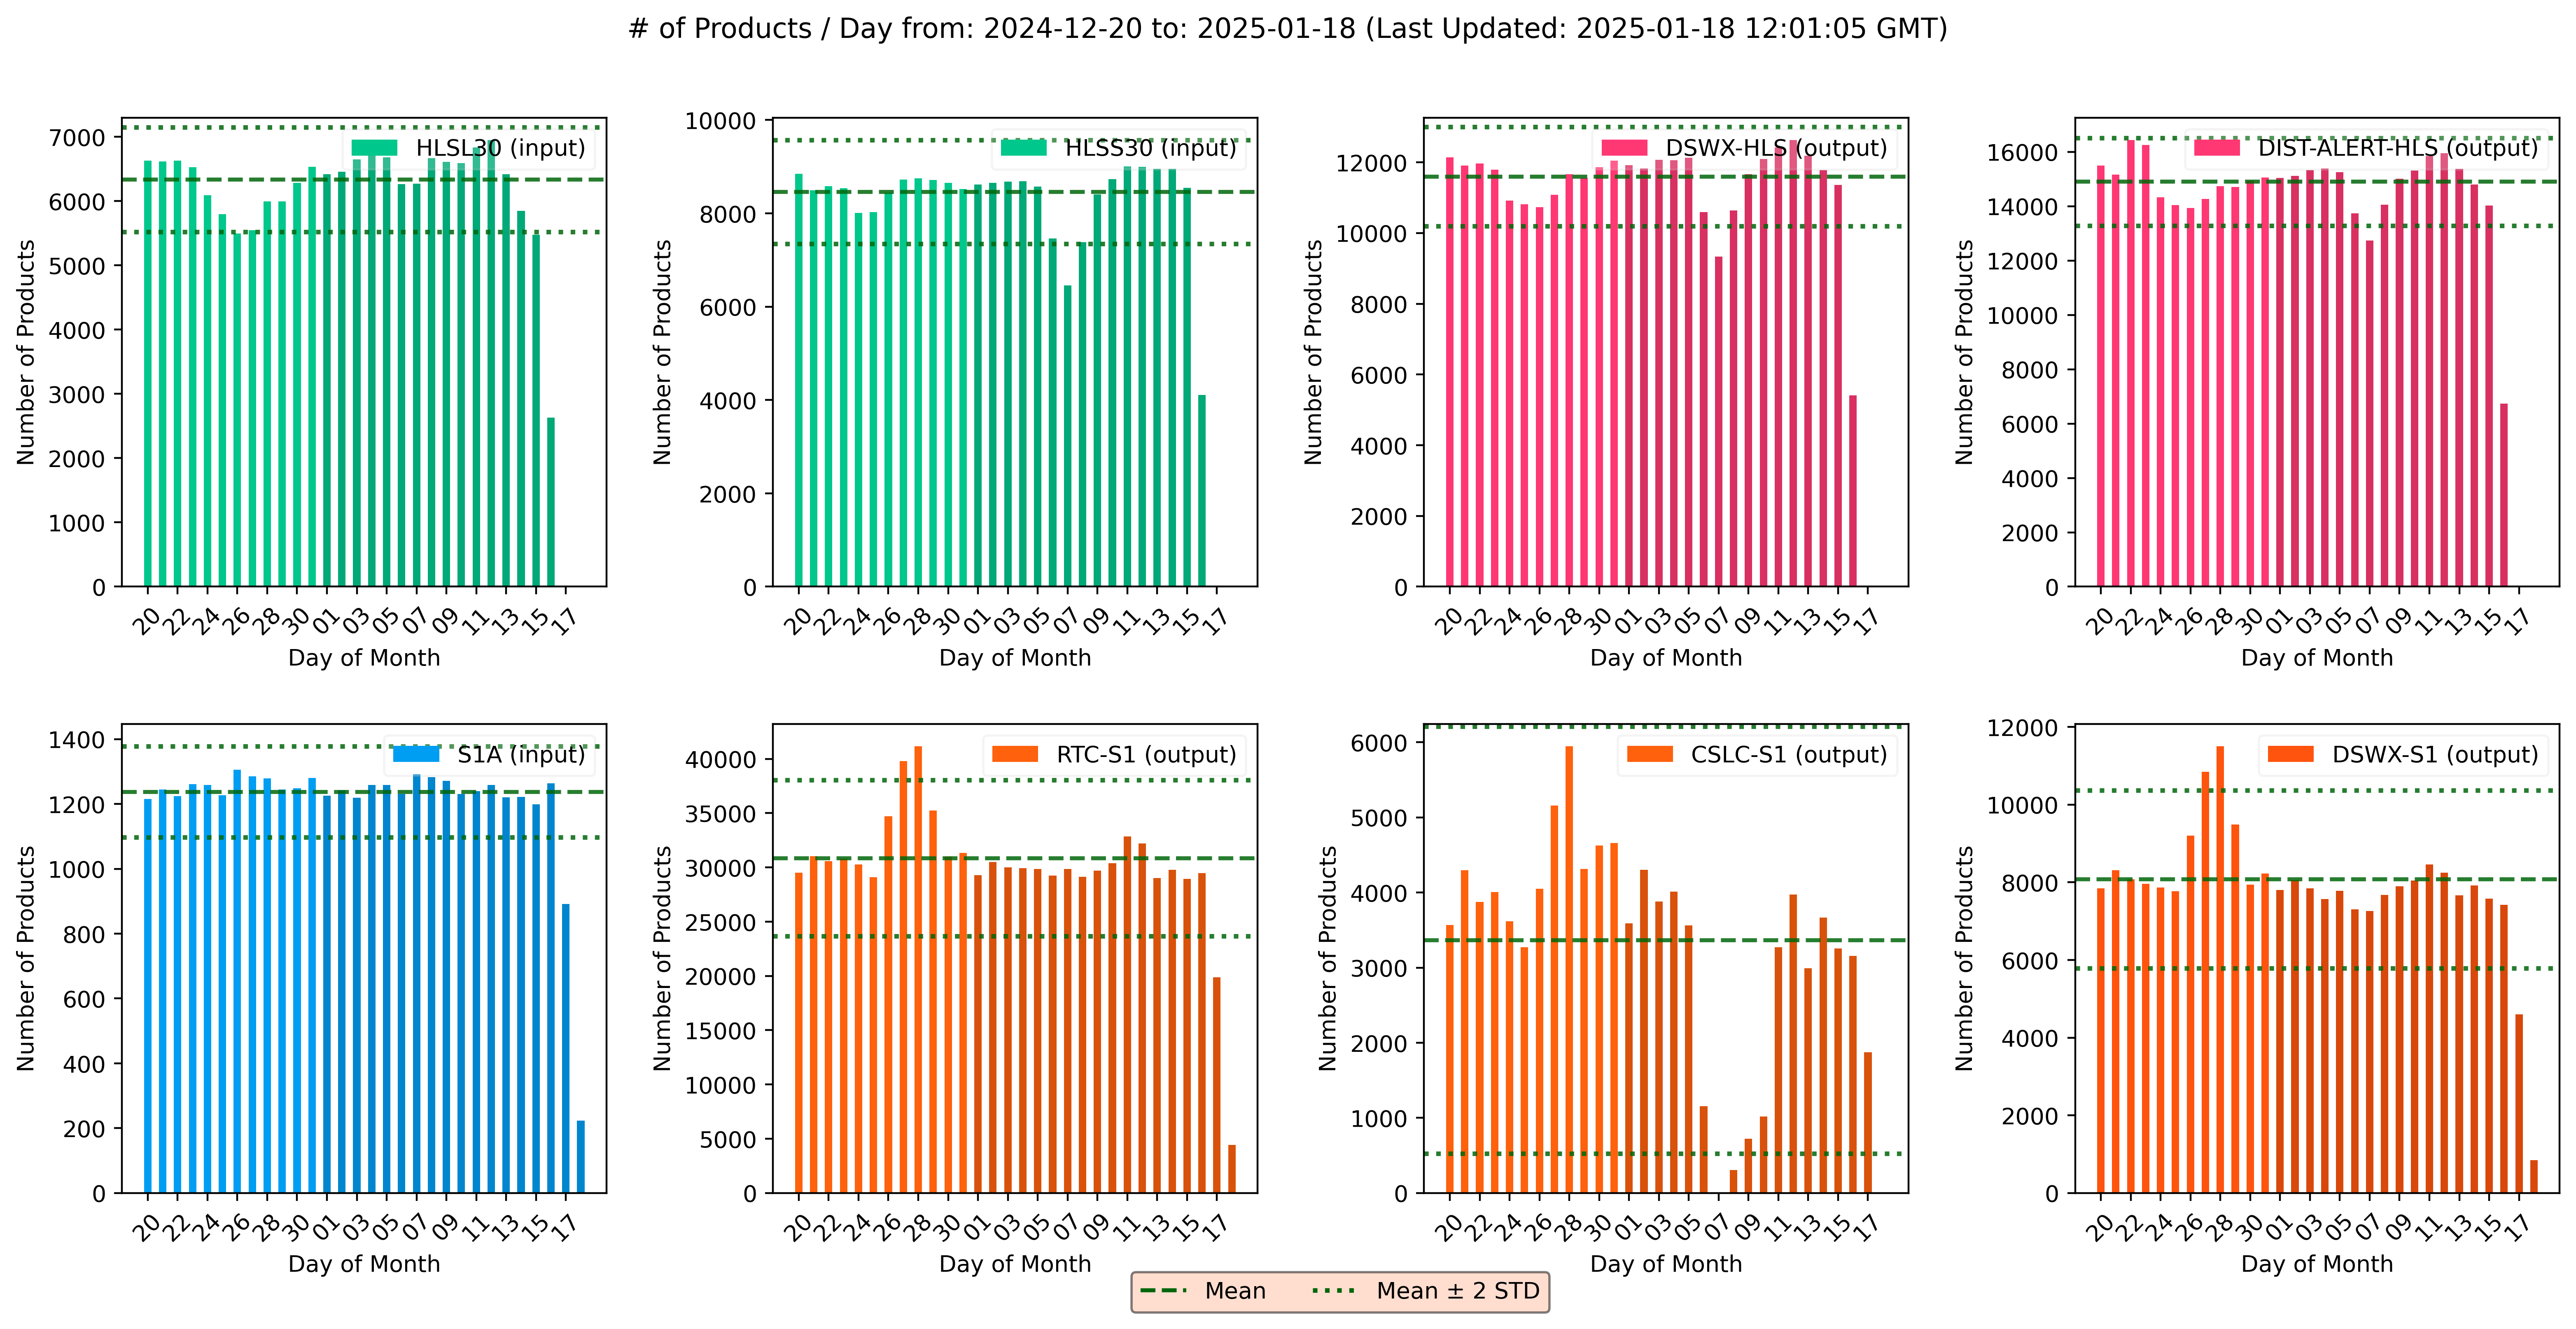 # of Products / Day from: 2024-12-20 to: 2025-01-18 (Last Updated: 2025-01-18 12:01:05 GMT)
HLSL30 (input)
Number of Products
7000
6000
5000
4000
3000
2000
1000
0
20 22 24 26 28 30 01 03 05 07 09 11 13 15 17
Day of Month
HLSS30 (input)
Number of Products
10000
8000
6000
4000
2000
0
20 22 24 26 28 30 01 03 05 07 09 11 13 15 17
Day of Month
DSWX-HLS (output)
Number of Products
12000
10000
8000
6000
4000
2000
0
20 22 24 26 28 30 01 03 05 07 09 11 13 15 17
Day of Month
DIST-ALERT-HLS (output)
Number of Products
16000
14000
12000
10000
8000
6000
4000
2000
0
20 22 24 26 28 30 01 03 05 07 09 11 13 15 17
Day of Month
S1A (input)
Number of Products
1400
1200
1000
800
600
400
200
0
20 22 24 26 28 30 01 03 05 07 09 11 13 15 17
Day of Month
RTC-S1 (output)
Number of Products
40000
35000
30000
25000
20000
15000
10000
5000
0
20 22 24 26 28 30 01 03 05 07 09 11 13 15 17
Day of Month
CSLC-S1 (output)
Number of Products
6000
5000
4000
3000
2000
1000
0
20 22 24 26 28 30 01 03 05 07 09 11 13 15 17
Day of Month
DSWX-S1 (output)
Number of Products
12000
10000
8000
6000
4000
2000
0
20 22 24 26 28 30 01 03 05 07 09 11 13 15 17
Day of Month
Mean Mean ± 2 STD